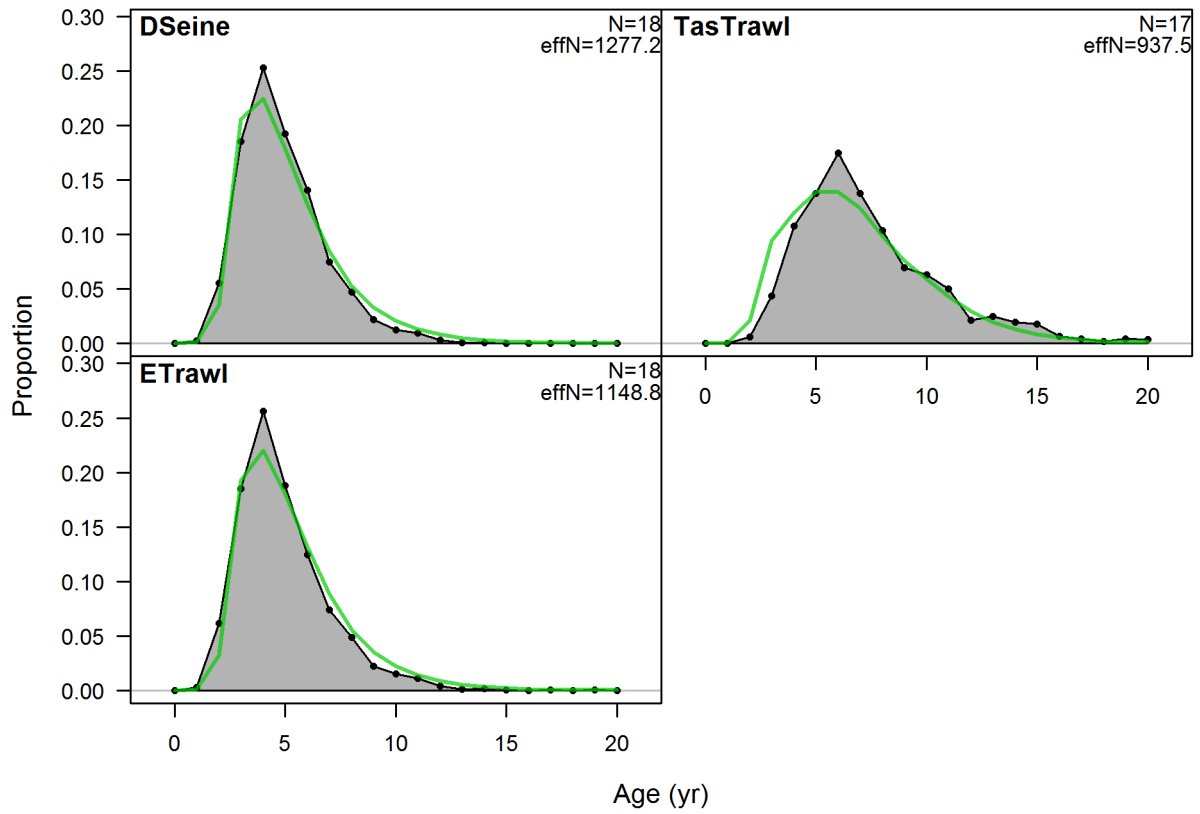 DSeine
N=18
effN=1277.2
0.30
0.25
0.20
0.15
0.10
0.05
0.00
TasTrawl
N=17
effN=937.5
0 5 10 15 20
ETrawl
N=18
effN=1148.8
0.30
0.25
0.20
0.15
0.10
0.05
0.00
0 5 10 15 20
Proportion
Age (yr)